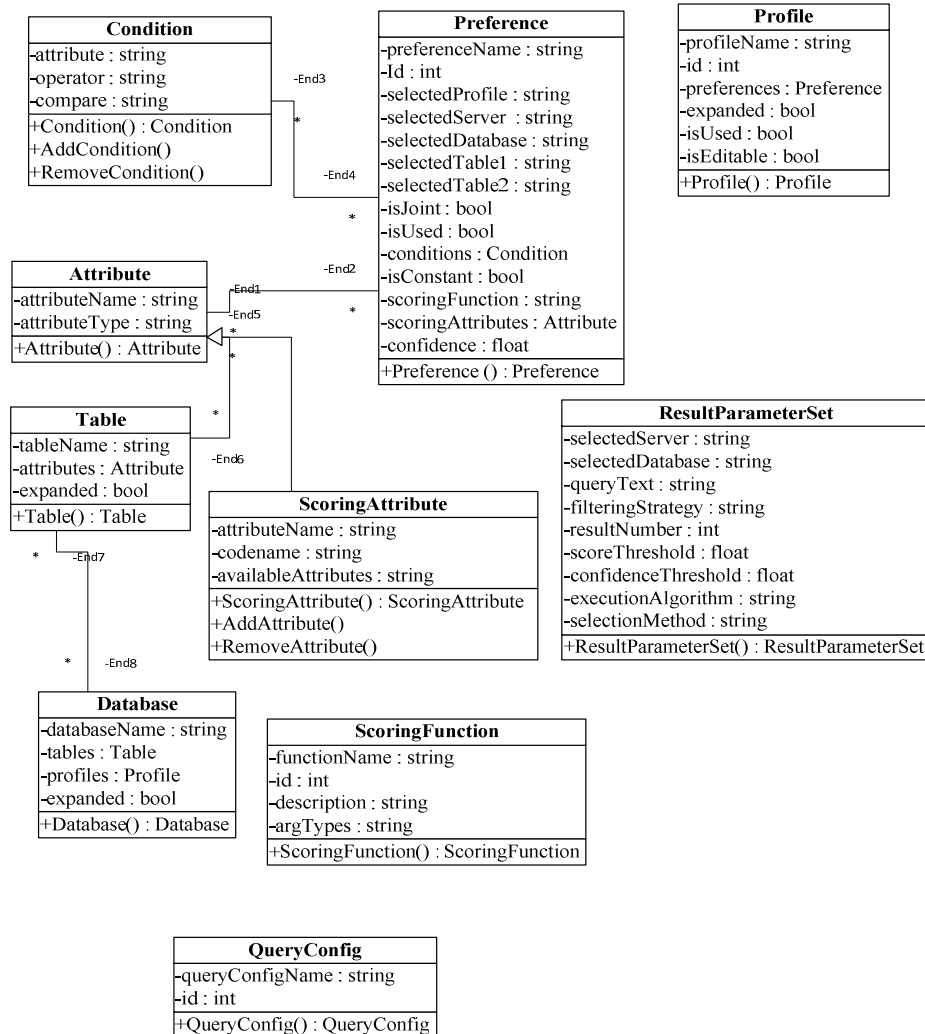 Condition
-attribute : string
-operator : string
-compare : string
+Condition() : Condition
+AddCondition()
+RemoveCondition()
-End3
*
-End4
*
Preference
-preferenceName : string
-Id : int
-selectedProfile : string
-selectedServer : string
-selectedDatabase : string
-selectedTable1 : string
-selectedTable2 : string
-isJoint : bool
-isUsed : bool
-conditions : Condition
-isConstant : bool
-scoringFunction : string
-scoringAttributes : Attribute
-confidence : float
+Preference () : Preference
Profile
-profileName : string
-id : int
-preferences : Preference
-expanded : bool
-isUsed : bool
-isEditable : bool
+Profile() : Profile
Attribute
-attributeName : string
-attributeType : string
+Attribute() : Attribute
-End2
-End1
*
-End5
*
*
Table
-tableName : string
-attributes : Attribute
-expanded : bool
+Table() : Table
*
-End6
ScoringAttribute
-attributeName : string
-codename : string
-availableAttributes : string
+ScoringAttribute() : ScoringAttribute
+AddAttribute()
+RemoveAttribute()
ResultParameterSet
-selectedServer : string
-selectedDatabase : string
-queryText : string
-filteringStrategy : string
-resultNumber : int
-scoreThreshold : float
-confidenceThreshold : float
-executionAlgorithm : string
-selectionMethod : string
+ResultParameterSet() : ResultParameterSet
*
-End7
*
-End8
Database
-databaseName : string
-tables : Table
-profiles : Profile
-expanded : bool
+Database() : Database
ScoringFunction
-functionName : string
-id : int
-description : string
-argTypes : string
+ScoringFunction() : ScoringFunction
QueryConfig
-queryConfigName : string
-id : int
+QueryConfig() : QueryConfig